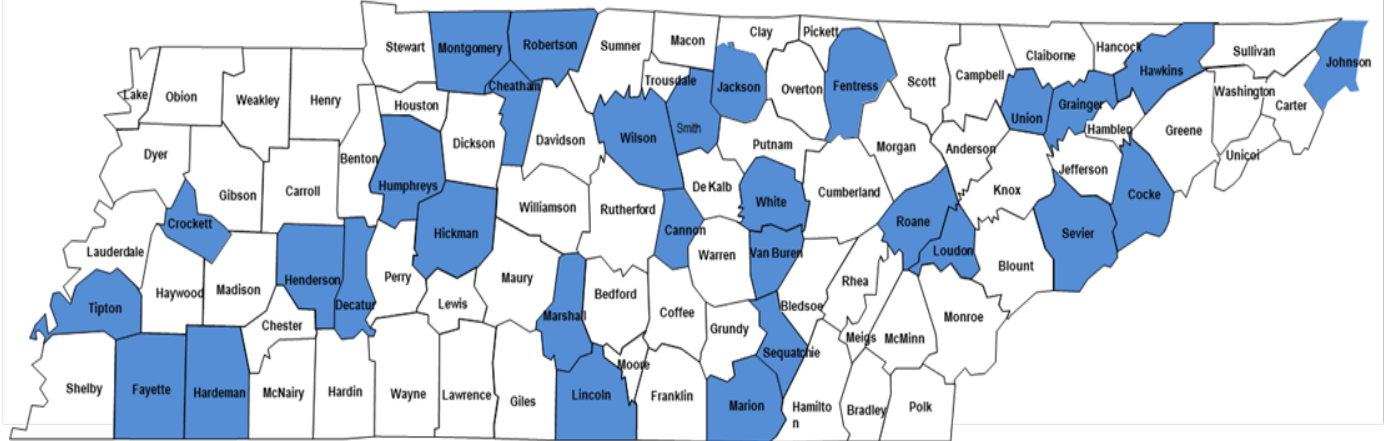 Stewart
Montgomery
Robertson
Sumner
Macon
Clay
Pickett
Claiborne
Hancock
Hawkins
Sullivan
Johnson
Lake
Obion
Weakley
Henry
Houston
Cheatham
Trousdale
Jackson
Overton
Fentress
Scott
Campbell
Union
Grainger
Washington
Carter
Dyer
Gibson
Carroll
Benton
Humphreys
Dickson
Davidson
Wilson
Smith
Putnam
Morgan
Anderson
Hamblen
Greene
Unicoi
Crockett
Hickman
Williamson
Rutherford
De Kalb
White
Cumberland
Roane
Knox
Jefferson
Cocke
Lauderdale
Haywood
Madison
Henderson
Decatur
Perry
Lewis
Maury
Cannon
Warren
Van Buren
Loudon
Blount
Sevier
Tipton
Chester
Marshall
Bedford
Coffee
Grundy
Bledsoe
Rhea
Meigs
McMinn
Monroe
Sequatchie
Moore
Shelby
Fayette
Hardeman
McNairy
Hardin
Wayne
Lawrence
Giles
Lincoln
Franklin
Marion
Hamilto
n
Bradley
Polk